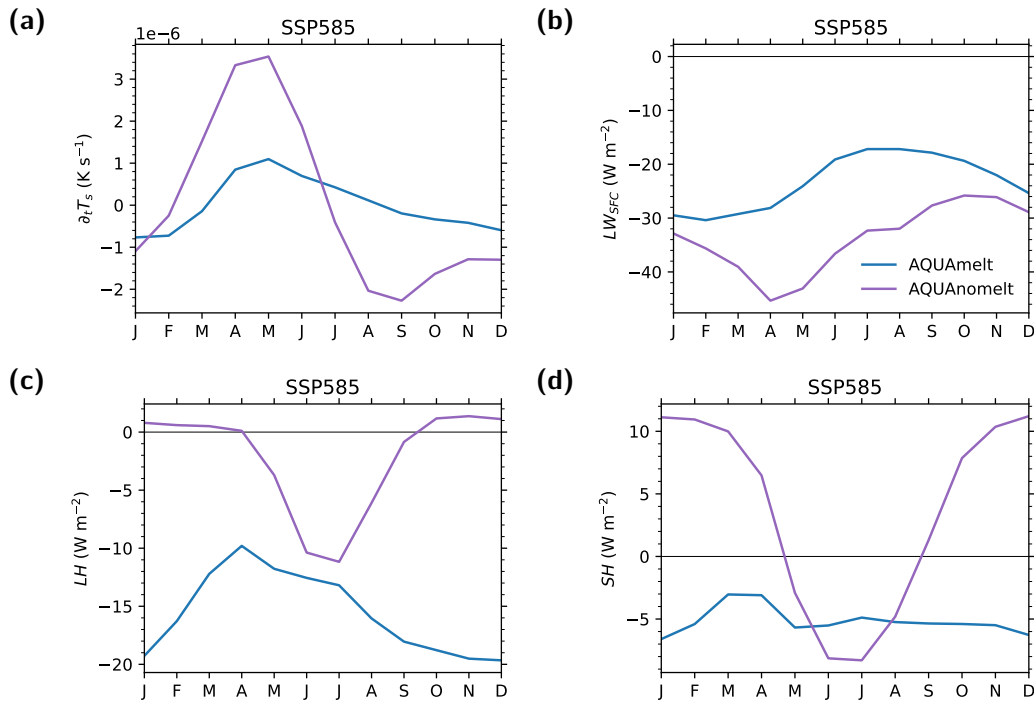 (a)
SSP585
1e−6
3
2
1
0
−1
−2
∂ₜTₛ (K s⁻¹)
J F M A M J J A S O N D
(b)
SSP585
0
−10
−20
−30
−40
LW_SFC (W m⁻²)
AQUAmelt
AQUAnomelt
J F M A M J J A S O N D
(c)
SSP585
0
−5
−10
−15
−20
LH (W m⁻²)
J F M A M J J A S O N D
(d)
SSP585
10
5
0
−5
SH (W m⁻²)
J F M A M J J A S O N D